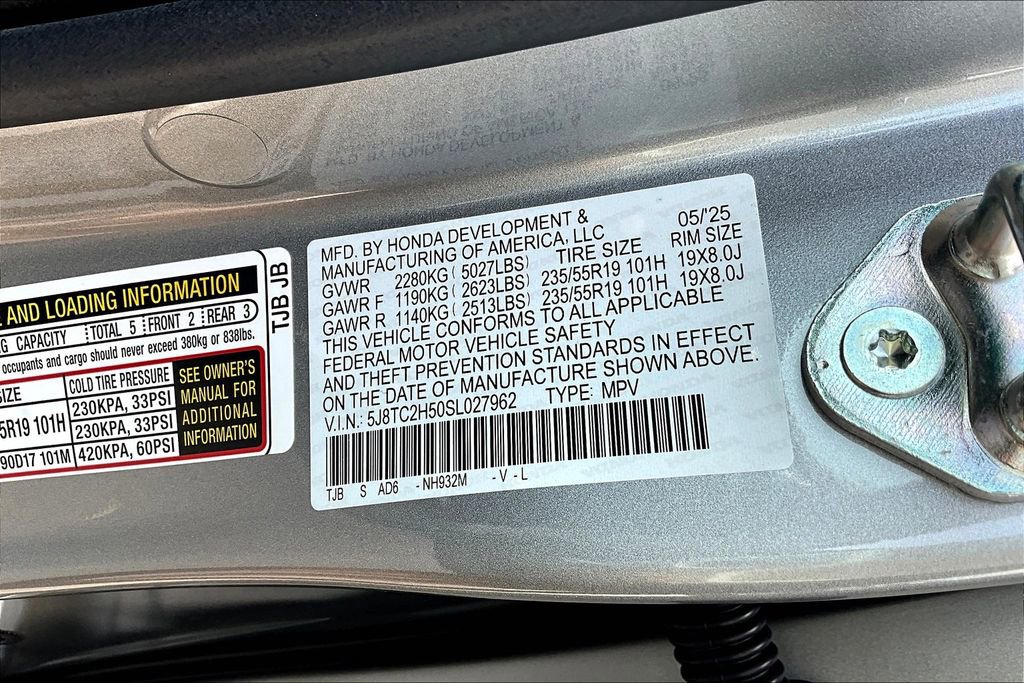 L AND LOADING INFORMATION
G CAPACITY TOTAL 5 FRONT 2 REAR 3
occupants and cargo should never exceed 380kg or 838lbs.
SIZE COLD TIRE PRESSURE
5R19 101H 230KPA, 33PSI
230KPA, 33PSI
90D17 101M 420KPA, 60PSI
SEE OWNER'S
MANUAL FOR
ADDITIONAL
INFORMATION
TJB JB
MFD. BY HONDA DEVELOPMENT & 05/'25
MANUFACTURING OF AMERICA, LLC
TIRE SIZE RIM SIZE
GVWR 2280KG ( 5027LBS)
GAWR F 1190KG ( 2623LBS) 235/55R19 101H 19X8.0J
GAWR R 1140KG ( 2513LBS) 235/55R19 101H 19X8.0J
THIS VEHICLE CONFORMS TO ALL APPLICABLE
FEDERAL MOTOR VEHICLE SAFETY
AND THEFT PREVENTION STANDARDS IN EFFECT
ON THE DATE OF MANUFACTURE SHOWN ABOVE.
V.I.N.: 5J8TC2H50SL027962 TYPE: MPV
TJB S AD6 -NH932M -V-L